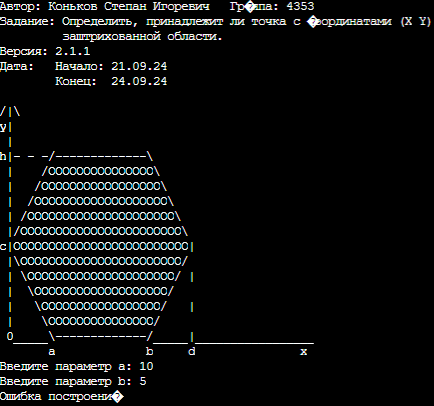 Автор: Коньков Степан Игоревич   Гр�ппа: 4353
Задание: Определить, принадлежит ли точка с �оординатами (X Y)
         заштрихованной области.
Версия: 2.1.1
Дата:   Начало: 21.09.24
        Конец:  24.09.24
/|\
y|
 |
h|- - -/-------------\
 |    /OOOOOOOOOOOOOOO\
 |   /OOOOOOOOOOOOOOOOO\
 |  /OOOOOOOOOOOOOOOOOOO\
 | /OOOOOOOOOOOOOOOOOOOOO\
 |/OOOOOOOOOOOOOOOOOOOOOOO\
c|OOOOOOOOOOOOOOOOOOOOOOOOO|
 |\OOOOOOOOOOOOOOOOOOOOOOO/
 | \OOOOOOOOOOOOOOOOOOOOO/ |
 |  \OOOOOOOOOOOOOOOOOOO/
 |   \OOOOOOOOOOOOOOOOO/   |
 |    \OOOOOOOOOOOOOOO/
 0_____\-------------/_____|_________________
       a             b     d               x
Введите параметр a: 10
Введите параметр b: 5
Ошибка построени�